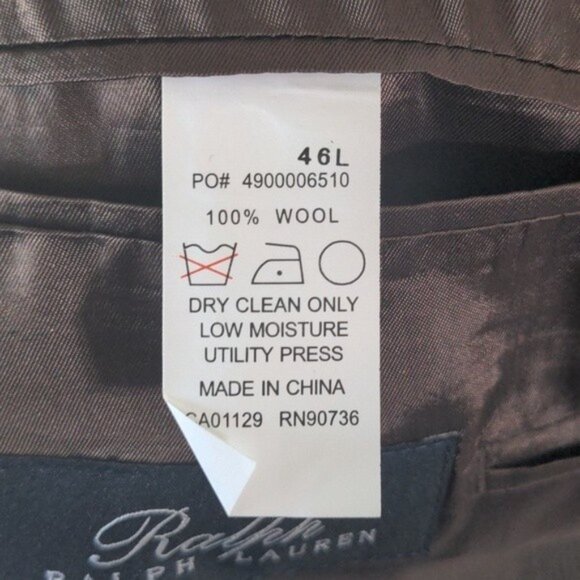 46L
PO# 4900006510
100% WOOL
DRY CLEAN ONLY
LOW MOISTURE
UTILITY PRESS
MADE IN CHINA
CA01129 RN90736
Ralph
RALPH LAUREN